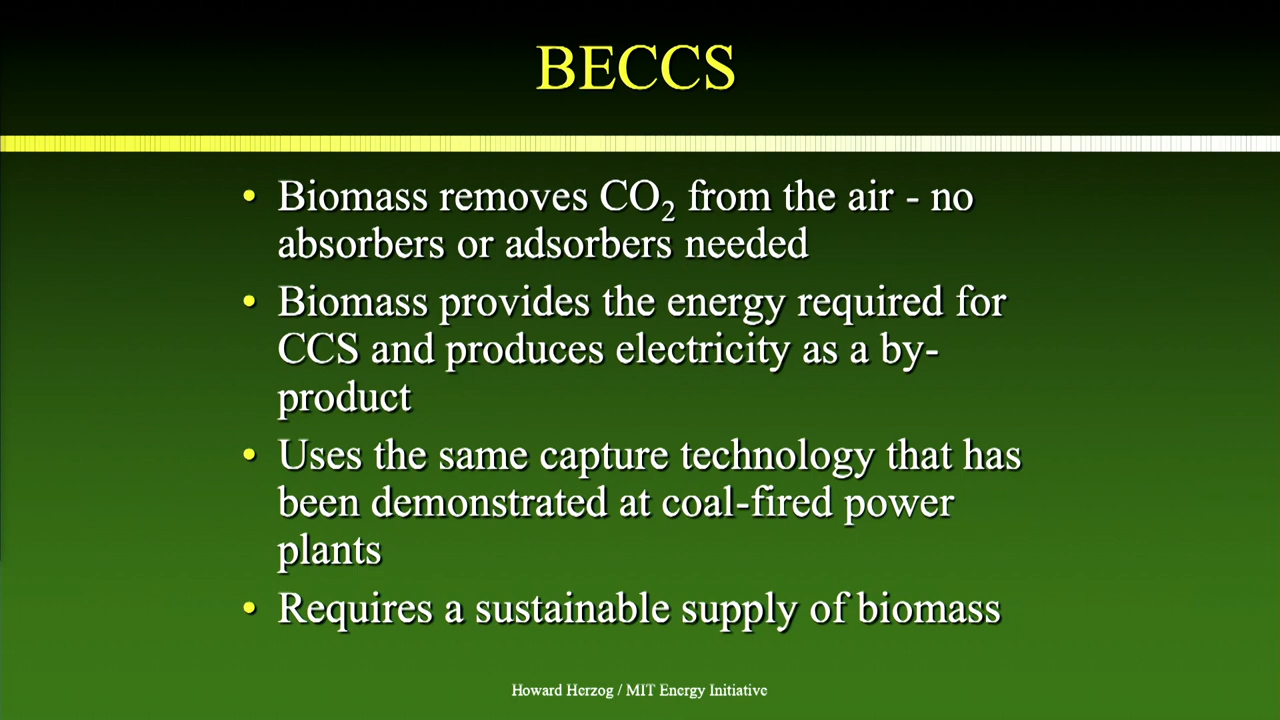 BECCS
• Biomass removes CO₂ from the air - no
absorbers or adsorbers needed
• Biomass provides the energy required for
CCS and produces electricity as a by-
product
• Uses the same capture technology that has
been demonstrated at coal-fired power
plants
• Requires a sustainable supply of biomass
Howard Herzog / MIT Energy Initiative